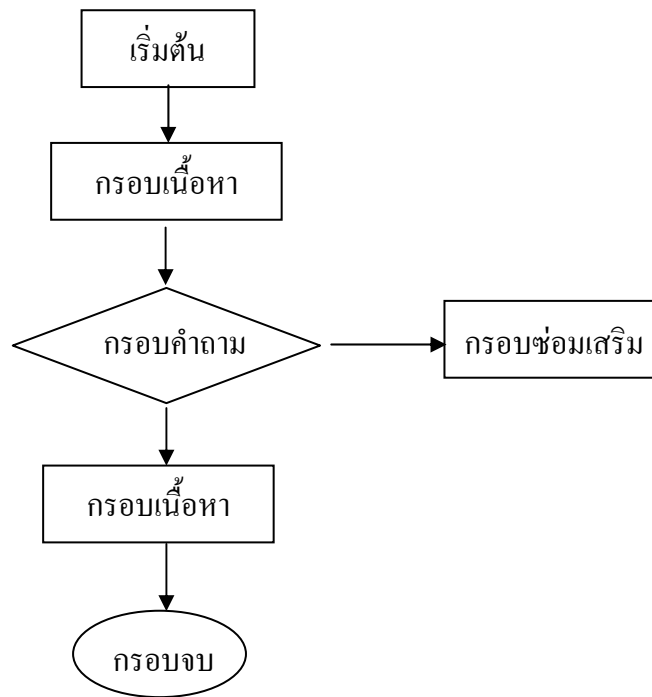 เริ่มต้น
กรอบเนื้อหา
กรอบคำถาม
กรอบซ่อมเสริม
กรอบเนื้อหา
กรอบจบ